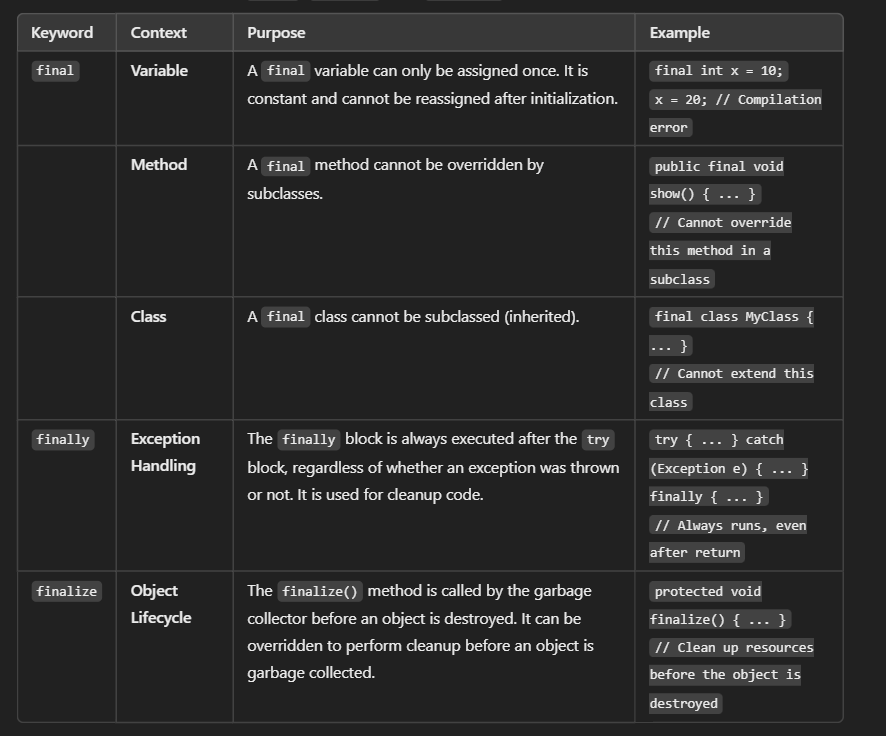 Keyword Context Purpose Example
final Variable A final variable can only be assigned once. It is final int x = 10;
constant and cannot be reassigned after initialization. x = 20; // Compilation
error
Method A final method cannot be overridden by public final void
subclasses. show() { ... }
// Cannot override
this method in a
subclass
Class A final class cannot be subclassed (inherited). final class MyClass {
... }
// Cannot extend this
class
finally Exception The finally block is always executed after the try try { ... } catch
Handling block, regardless of whether an exception was thrown (Exception e) { ... }
or not. It is used for cleanup code. finally { ... }
// Always runs, even
after return
finalize Object The finalize() method is called by the garbage protected void
Lifecycle collector before an object is destroyed. It can be finalize() { ... }
overridden to perform cleanup before an object is // Clean up resources
garbage collected. before the object is
destroyed